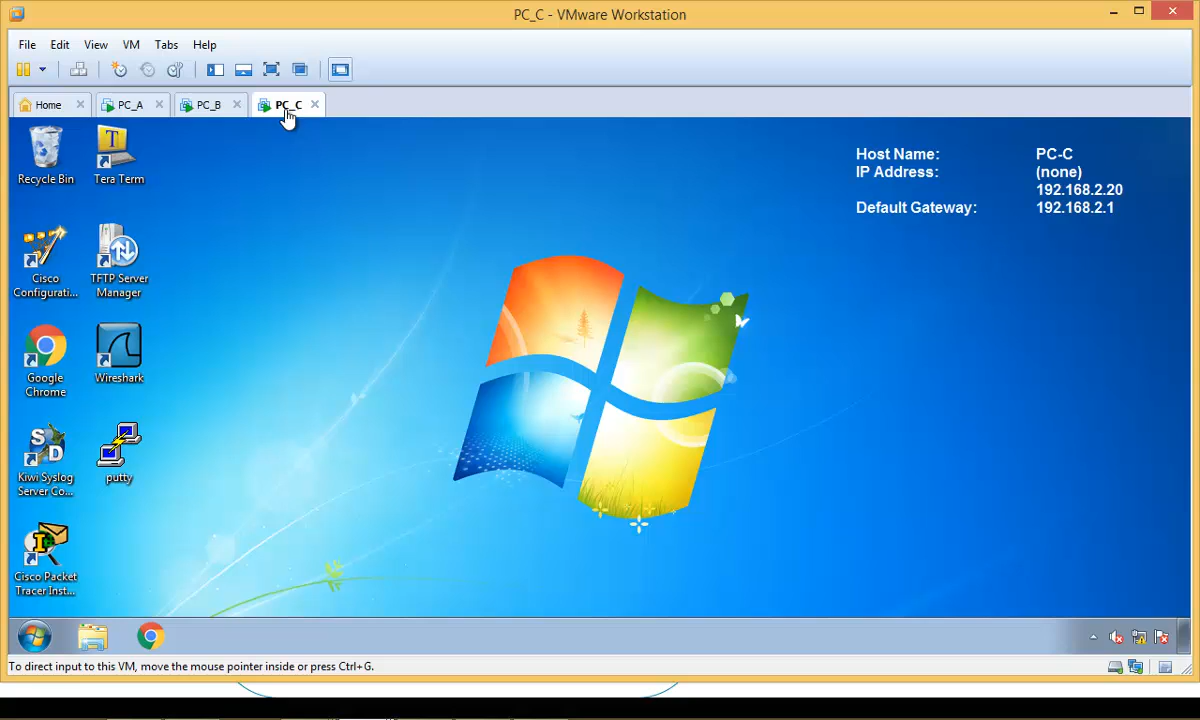 PC_C - VMware Workstation
File Edit View VM Tabs Help
Home PC_A PC_B PC_C
Host Name: PC-C
IP Address: (none)
192.168.2.20
Default Gateway: 192.168.2.1
Recycle Bin
Tera Term
Cisco
Configurati...
TFTP Server
Manager
Google
Chrome
Wireshark
Kiwi Syslog
Server Co...
putty
Cisco Packet
Tracer Inst...
To direct input to this VM, move the mouse pointer inside or press Ctrl+G.